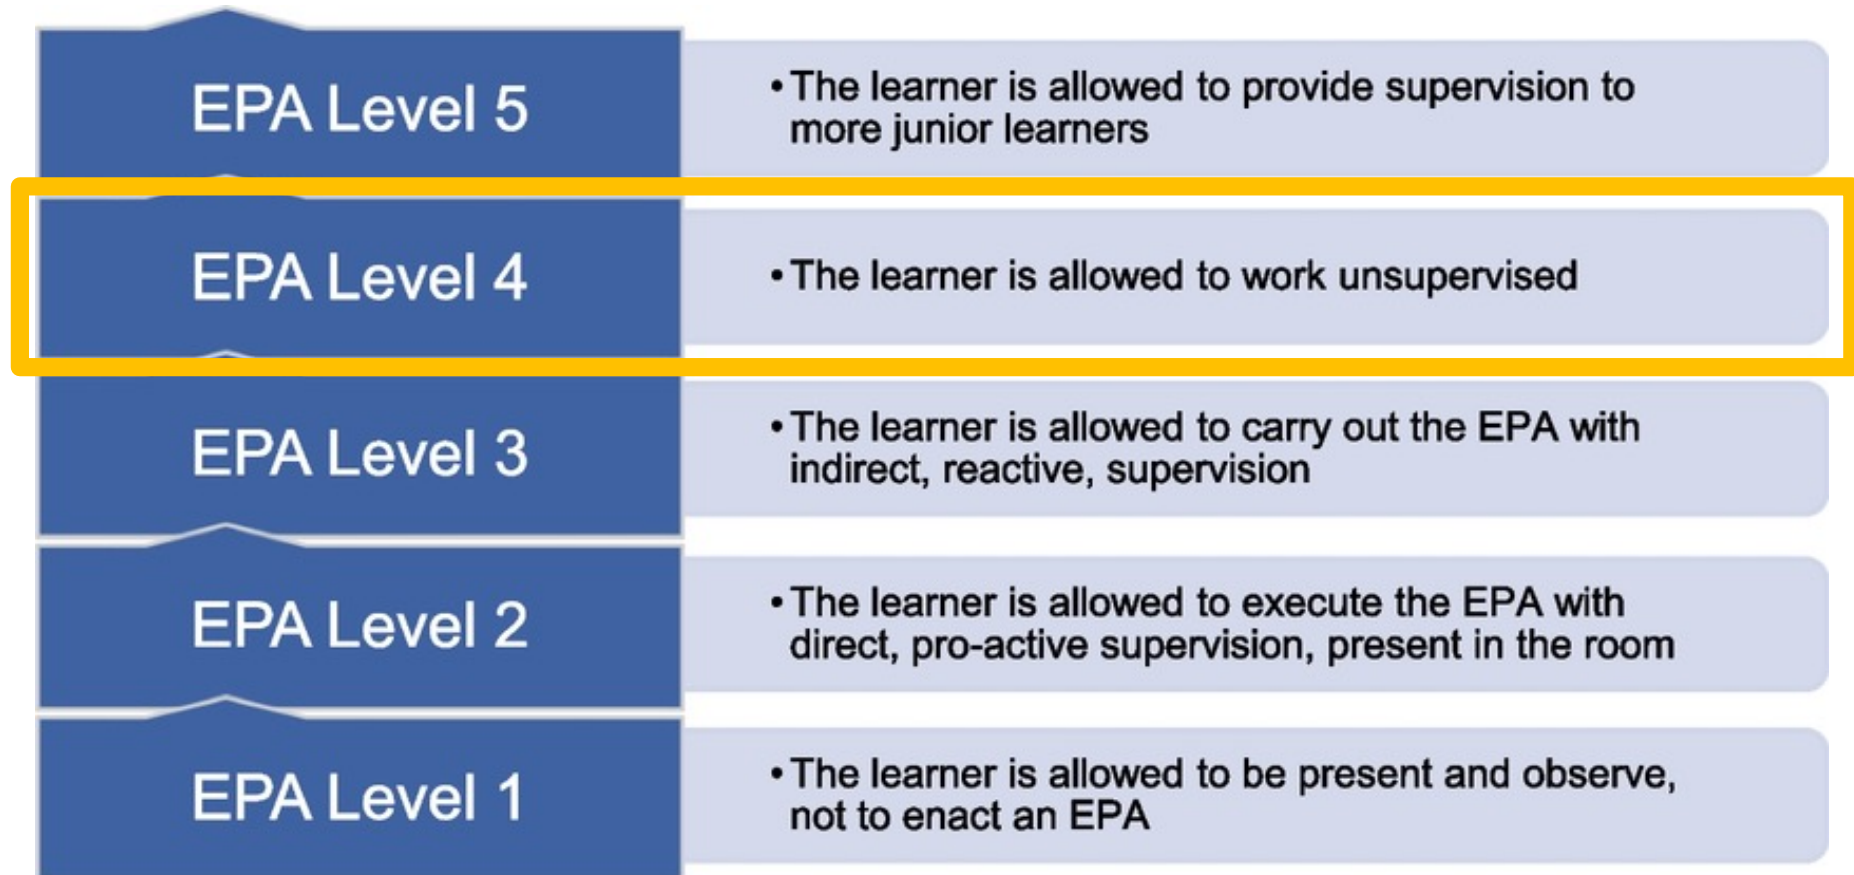 EPA Level 5
• The learner is allowed to provide supervision to
more junior learners
EPA Level 4
• The learner is allowed to work unsupervised
EPA Level 3
• The learner is allowed to carry out the EPA with
indirect, reactive, supervision
EPA Level 2
• The learner is allowed to execute the EPA with
direct, pro-active supervision, present in the room
EPA Level 1
• The learner is allowed to be present and observe,
not to enact an EPA